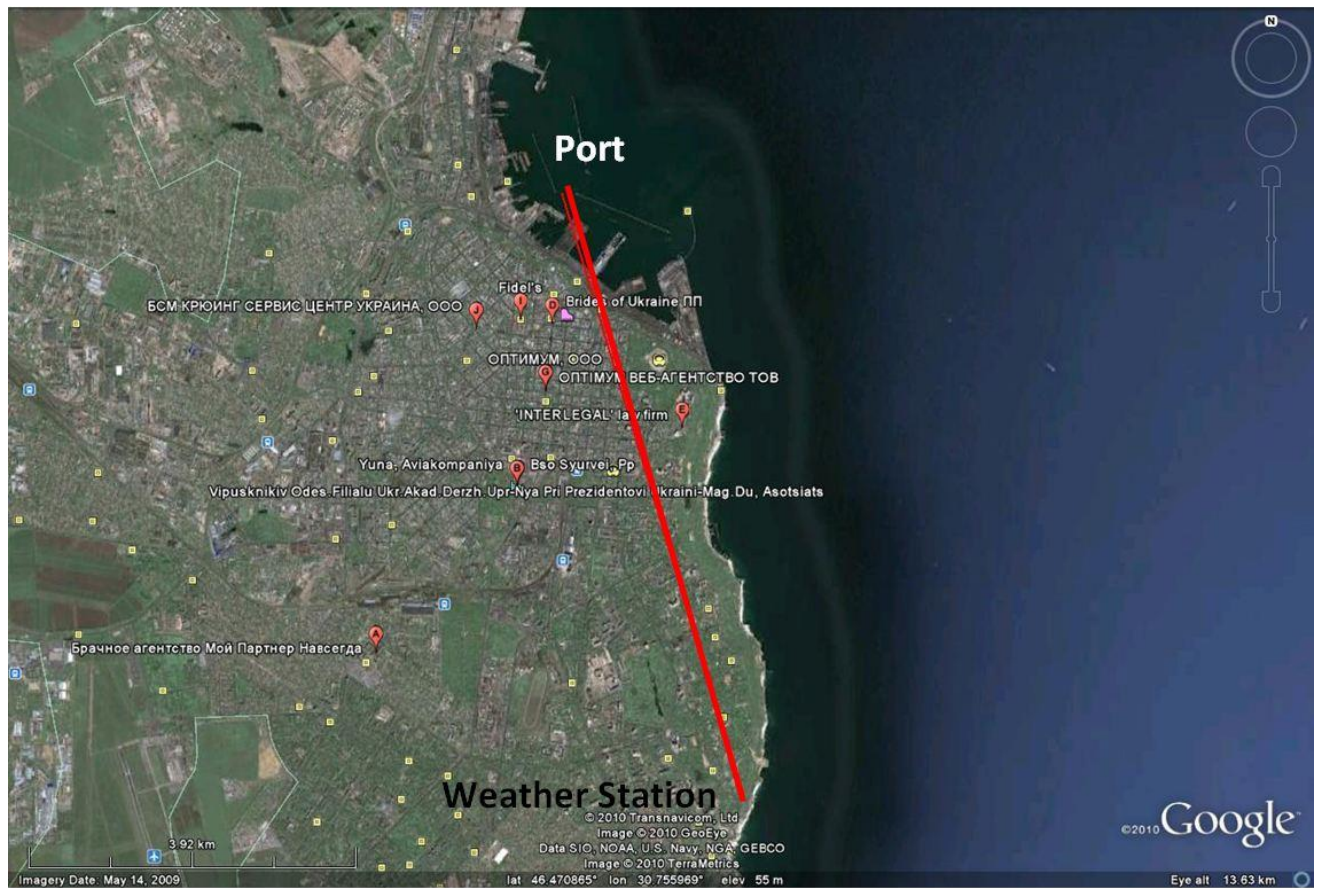 N
Port
Fidel's
I
БСМ КРЮИНГ СЕРВИС ЦЕНТР УКРАИНА, ООО
J
D
Brides of Ukraine ПП
ОПТИМУМ, ООО
G
ОПТІМУМ ВЕБ-АГЕНТСТВО ТОВ
'INTERLEGAL' law firm
E
Yuna, Aviakompaniya
B
Bso Syurvei, Pp
Vipusknikiv Odes.Filialu Ukr.Akad.Derzh.Upr-Nya Pri Prezidentovi Ukraini-Mag.Du, Asotsiats
A
Брачное агентство Мой Партнер Навсегда
Weather Station
© 2010 Transnavicom, Ltd
Image © 2010 GeoEye
Data SIO, NOAA, U.S. Navy, NGA, GEBCO
Image © 2010 TerraMetrics
©2010 Google
3.92 km
Imagery Date: May 14, 2009
lat 46.470865° lon 30.755969° elev 55 m
Eye alt 13.63 km